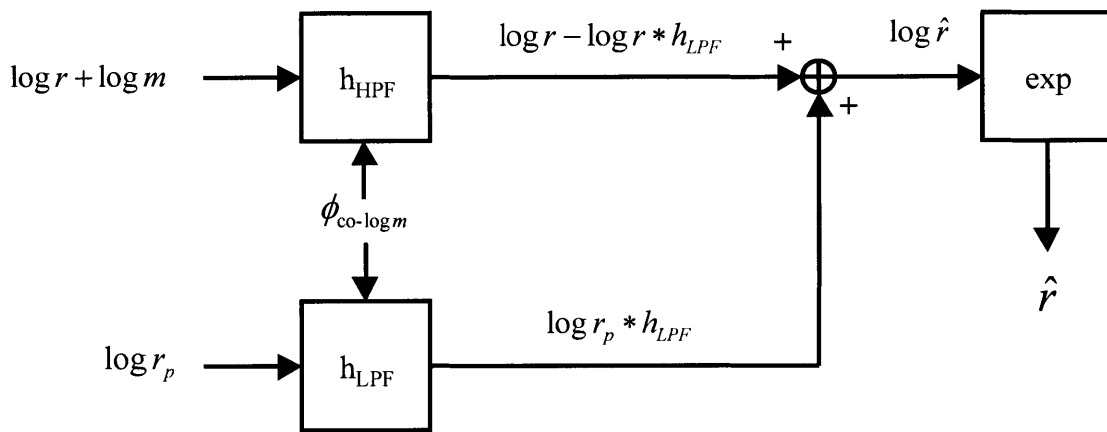 log r + log m
h_HPF
log r − log r * h_LPF
+
+
log r̂
exp
ϕ_co-log m
r̂
log r_p
h_LPF
log r_p * h_LPF